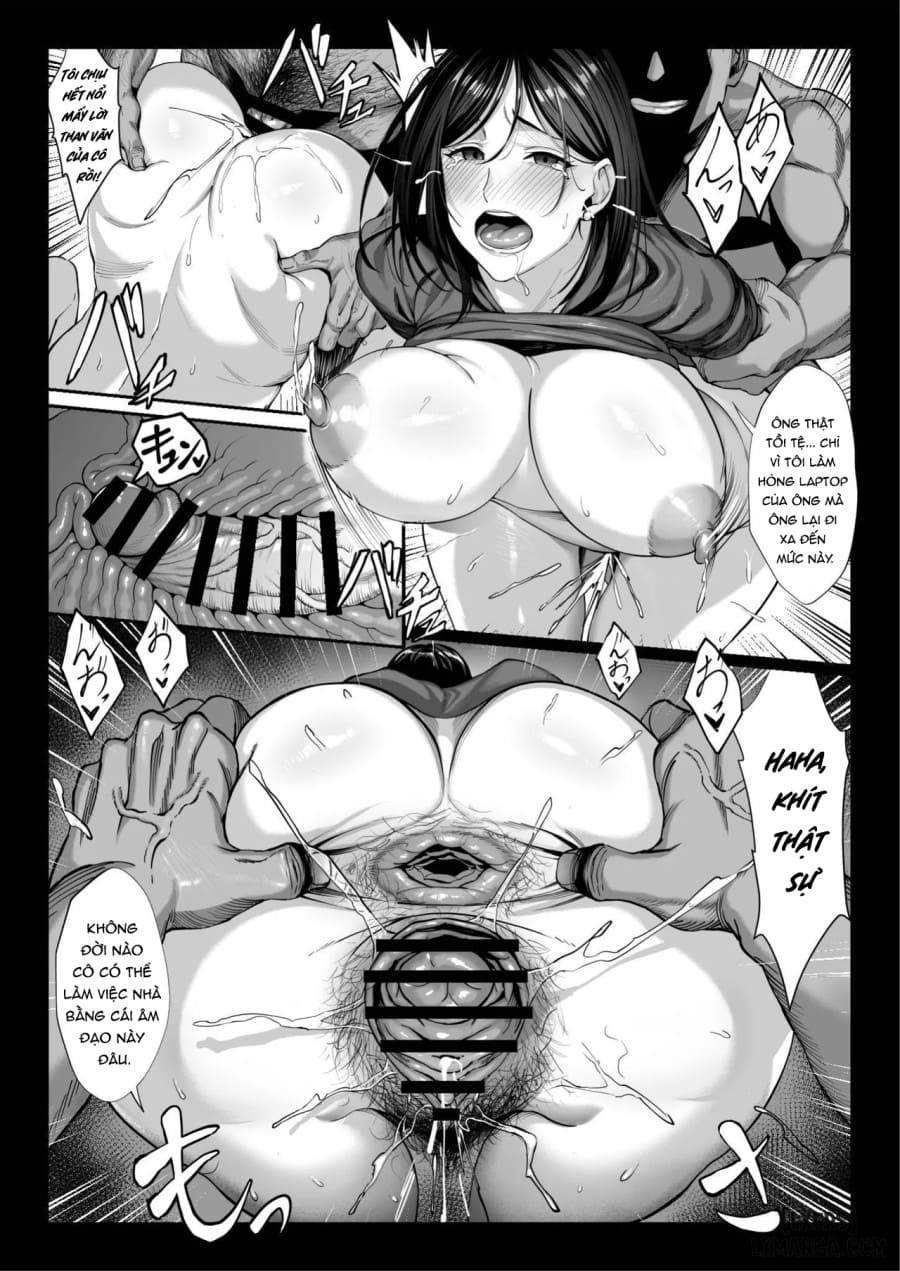 TÔI CHỊU
HẾT NỔI
MẤY LỜI
THAN VÃN
CỦA CÔ
RỒI!
ÔNG THẬT
TỒI TỆ... CHỈ
VÌ TÔI LÀM
HỎNG LAPTOP
CỦA ÔNG MÀ
ÔNG LẠI ĐI
XA ĐẾN
MỨC NÀY.
キュン
HAHA,
KHÍT
THẬT
SỰ
KHÔNG
ĐỜI NÀO
CÔ CÓ THỂ
LÀM VIỆC NHÀ
BẰNG CÁI ÂM
ĐẠO NÀY
ĐÂU.
LXMANGA.COM